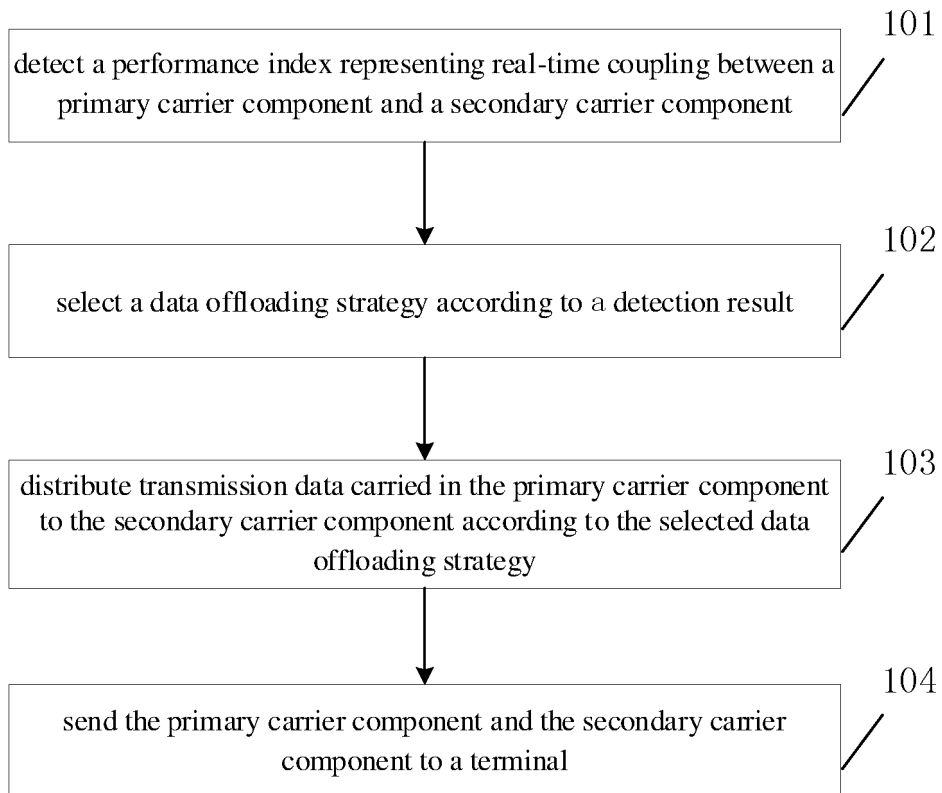 101
detect a performance index representing real-time coupling between a
primary carrier component and a secondary carrier component
102
select a data offloading strategy according to a detection result
103
distribute transmission data carried in the primary carrier component
to the secondary carrier component according to the selected data
offloading strategy
104
send the primary carrier component and the secondary carrier
component to a terminal